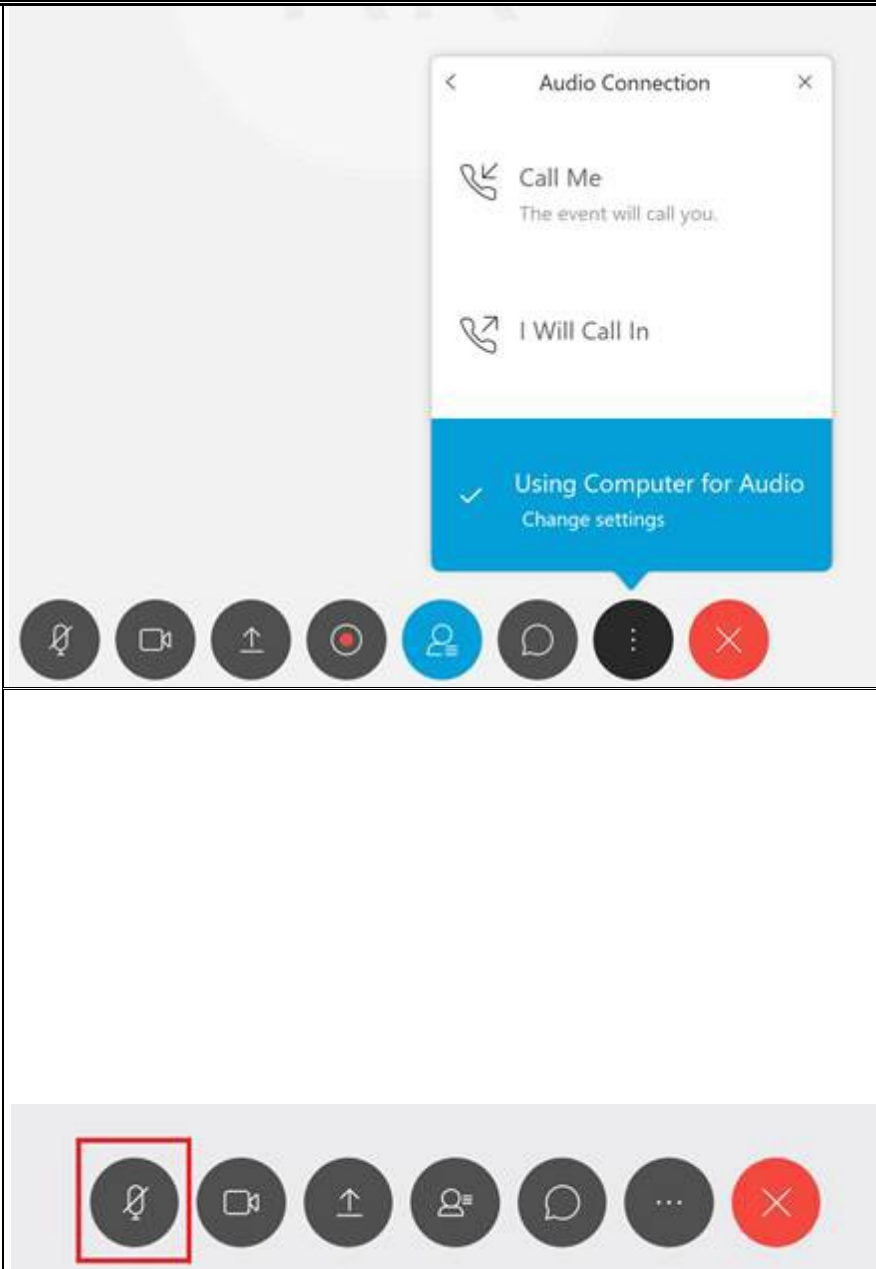 Audio Connection
Call Me
The event will call you.
I Will Call In
Using Computer for Audio
Change settings